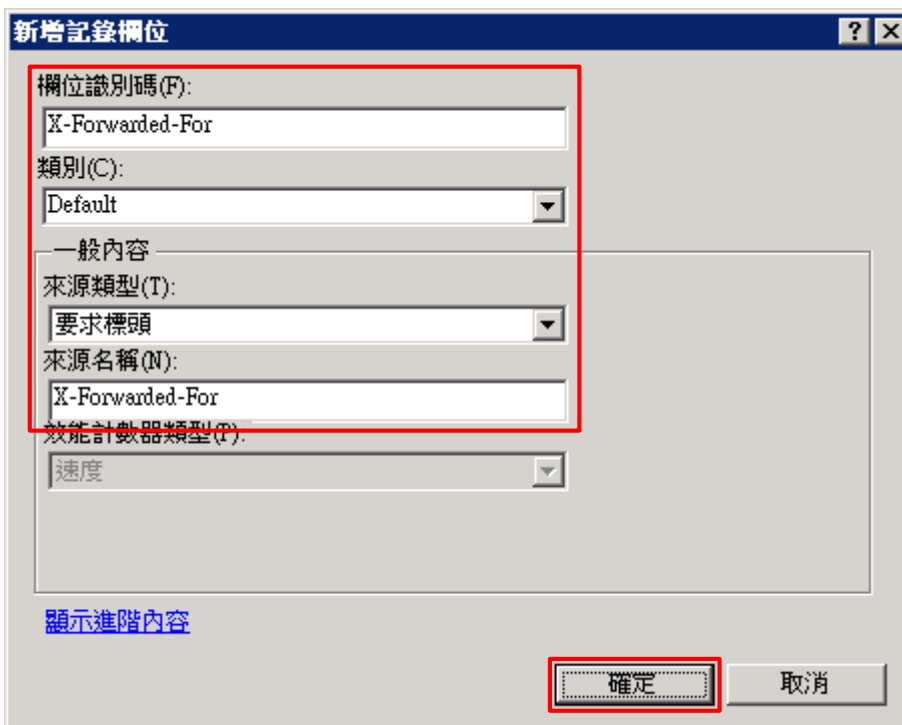 新增記錄欄位
欄位識別碼(F):
X-Forwarded-For
類別(C):
Default
一般內容
來源類型(T):
要求標頭
來源名稱(N):
X-Forwarded-For
效能計數器類型(P):
速度
顯示進階內容
確定 取消